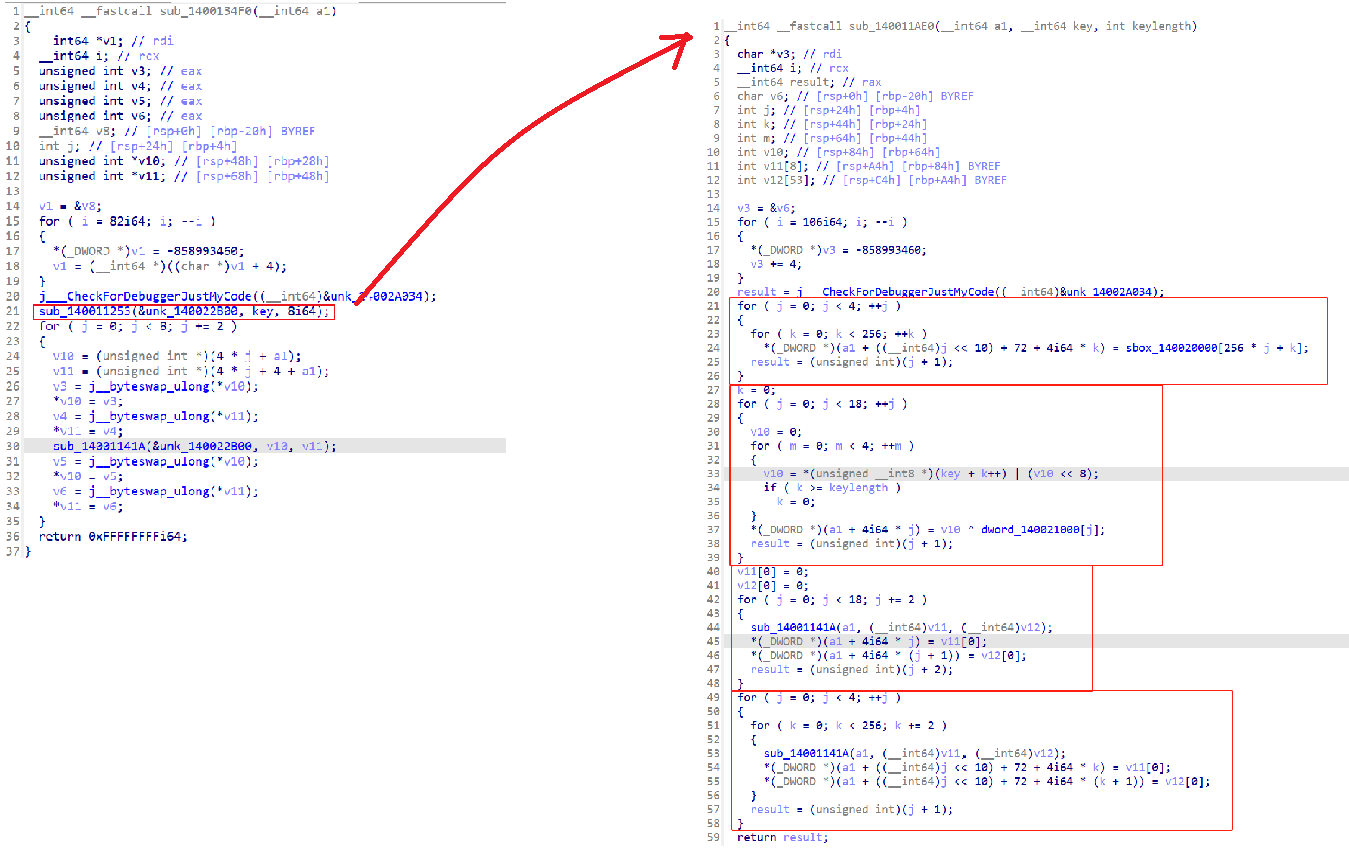 1 __int64 __fastcall sub_1400134F0(__int64 a1)
2 {
3 __int64 *v1; // rdi
4 __int64 i; // rcx
5 unsigned int v3; // eax
6 unsigned int v4; // eax
7 unsigned int v5; // eax
8 unsigned int v6; // eax
9 __int64 v8; // [rsp+0h] [rbp-20h] BYREF
10 int j; // [rsp+24h] [rbp+4h]
11 unsigned int *v10; // [rsp+48h] [rbp+28h]
12 unsigned int *v11; // [rsp+68h] [rbp+48h]
13
14 v1 = &v8;
15 for ( i = 82i64; i; --i )
16 {
17 *(_DWORD *)v1 = -858993460;
18 v1 = (__int64 *)((char *)v1 + 4);
19 }
20 j___CheckForDebuggerJustMyCode((__int64)&unk_14002A034);
21 sub_140011253(&unk_140022B00, key, 8i64);
22 for ( j = 0; j < 8; j += 2 )
23 {
24 v10 = (unsigned int *)(4 * j + a1);
25 v11 = (unsigned int *)(4 * j + 4 + a1);
26 v3 = j__byteswap_ulong(*v10);
27 *v10 = v3;
28 v4 = j__byteswap_ulong(*v11);
29 *v11 = v4;
30 sub_14001141A(&unk_140022B00, v10, v11);
31 v5 = j__byteswap_ulong(*v10);
32 *v10 = v5;
33 v6 = j__byteswap_ulong(*v11);
34 *v11 = v6;
35 }
36 return 0xFFFFFFFFi64;
37 }
1 __int64 __fastcall sub_140011AE0(__int64 a1, __int64 key, int keylength)
2 {
3 char *v3; // rdi
4 __int64 i; // rcx
5 __int64 result; // rax
6 char v6; // [rsp+0h] [rbp-20h] BYREF
7 int j; // [rsp+24h] [rbp+4h]
8 int k; // [rsp+44h] [rbp+24h]
9 int m; // [rsp+64h] [rbp+44h]
10 int v10; // [rsp+84h] [rbp+64h]
11 int v11[8]; // [rsp+A4h] [rbp+84h] BYREF
12 int v12[53]; // [rsp+C4h] [rbp+A4h] BYREF
13
14 v3 = &v6;
15 for ( i = 106i64; i; --i )
16 {
17 *(_DWORD *)v3 = -858993460;
18 v3 += 4;
19 }
20 result = j___CheckForDebuggerJustMyCode((__int64)&unk_14002A034);
21 for ( j = 0; j < 4; ++j )
22 {
23 for ( k = 0; k < 256; ++k )
24 *(_DWORD *)(a1 + ((__int64)j << 10) + 72 + 4i64 * k) = sbox_140020000[256 * j + k];
25 result = (unsigned int)(j + 1);
26 }
27 k = 0;
28 for ( j = 0; j < 18; ++j )
29 {
30 v10 = 0;
31 for ( m = 0; m < 4; ++m )
32 {
33 v10 = *(unsigned __int8 *)(key + k++) | (v10 << 8);
34 if ( k >= keylength )
35 k = 0;
36 }
37 *(_DWORD *)(a1 + 4i64 * j) = v10 ^ dword_140021000[j];
38 result = (unsigned int)(j + 1);
39 }
40 v11[0] = 0;
41 v12[0] = 0;
42 for ( j = 0; j < 18; j += 2 )
43 {
44 sub_14001141A(a1, (__int64)v11, (__int64)v12);
45 *(_DWORD *)(a1 + 4i64 * j) = v11[0];
46 *(_DWORD *)(a1 + 4i64 * (j + 1)) = v12[0];
47 result = (unsigned int)(j + 2);
48 }
49 for ( j = 0; j < 4; ++j )
50 {
51 for ( k = 0; k < 256; k += 2 )
52 {
53 sub_14001141A(a1, (__int64)v11, (__int64)v12);
54 *(_DWORD *)(a1 + ((__int64)j << 10) + 72 + 4i64 * k) = v11[0];
55 *(_DWORD *)(a1 + ((__int64)j << 10) + 72 + 4i64 * (k + 1)) = v12[0];
56 }
57 result = (unsigned int)(j + 1);
58 }
59 return result;